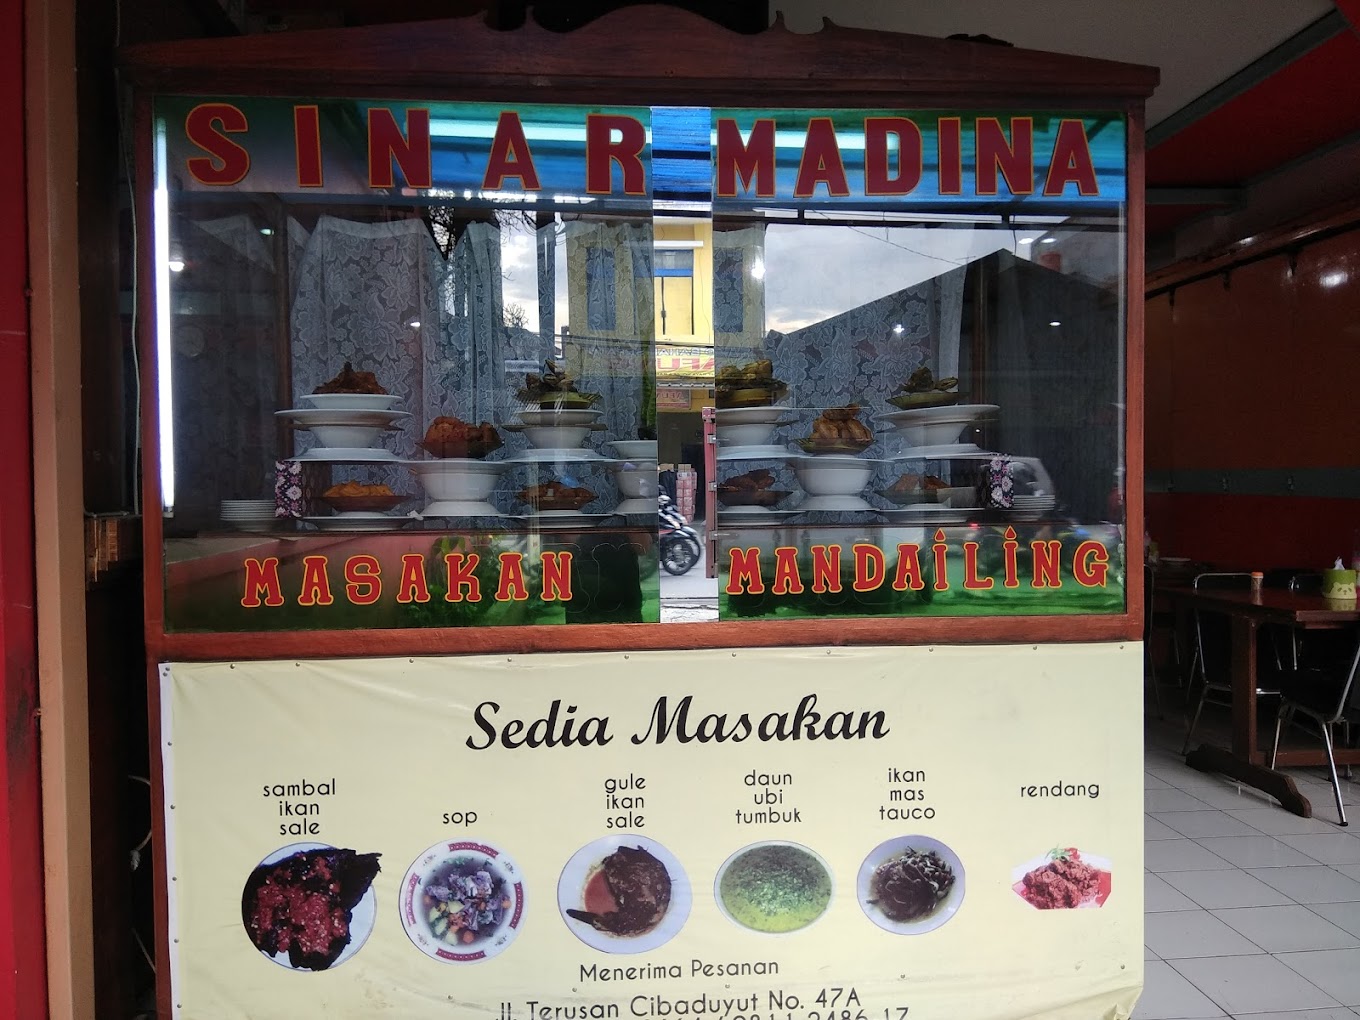 SINAR MADINA
MASAKAN MANDAILING
Sedia Masakan
sambal
ikan
sale
sop
gule
ikan
sale
daun
ubi
tumbuk
ikan
mas
tauco
rendang
Menerima Pesanan
Jl. Terusan Cibaduyut No. 47A